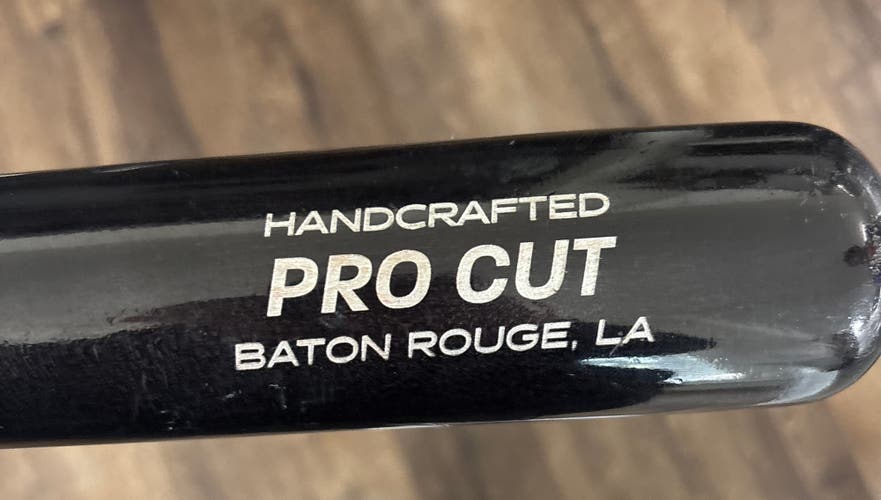 HANDCRAFTED
PRO CUT
BATON ROUGE, LA